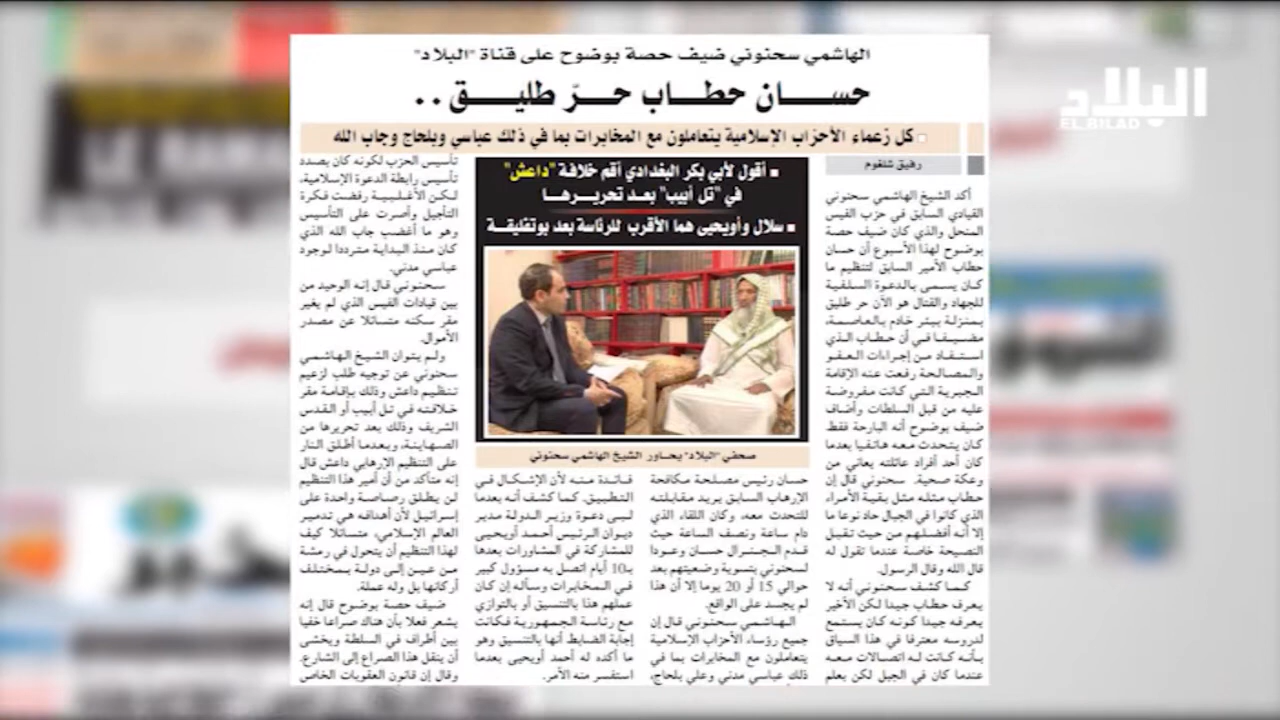 الهاشمي سحنوني ضيف حصة بوضوح على قناة "البلاد"
حسان حطاب حرّ طليق..
كل زعماء الأحزاب الإسلامية يتعاملون مع المخابرات بما في ذلك عباسي وبلحاج وجاب الله
البلاد
EL BILAD
رفيق شلغوم
أكد الشيخ الهاشمي سحنوني
القيادي السابق في حزب الفيس
المنحل والذي كان ضيف حصة
بوضوح لهذا الأسبوع أن حسان
حطاب الأمير السابق لتنظيم ما
كان يسمى بالدعوة السلفية
للجهاد والقتال هو الآن حر طليق
بمنزلة ببئر خادم بالعاصمة،
مضيفا في أن حطاب الذي
استفاد من إجراءات العفو
والمصالحة رفعت عنه الإقامة
الجبرية التي كانت مفروضة
عليه من قبل السلطات وأضاف
ضيف بوضوح أنه البارحة فقط
كان يتحدث معه هاتفيا بعدما
كان أحد أفراد عائلته يعاني من
وعكة صحية. سحنوني قال إن
حطاب مثله مثل بقية الأمراء
الذي كانوا في الجبال حاد نوعا ما
إلا أنه أفضلهم من حيث تقبل
النصيحة خاصة عندما تقول له
قال الله وقال الرسول.
كما كشف سحنوني أنه لا
يعرف حطاب جيدا لكن الأخير
يعرفه جيدا كونه كان يستمع
لدروسه معترفا في هذا السياق
بأنه كانت له اتصالات معه
عندما كان في الجبل لكن بعلم
أقول لأبي بكر البغدادي أقم خلافة "داعش"
في "تل أبيب" بعد تحريرها
سلال وأويحيى هما الأقرب للرئاسة بعد بوتفليقة
صحفي "البلاد" يحاور الشيخ الهاشمي سحنوني
حسان رئيس مصلحة مكافحة
الإرهاب السابق يريد مقابلته
للتحدث معه، وكان اللقاء الذي
دام ساعة ونصف الساعة حيث
قدم الجنرال حسان وعودا
لسحنوني بتسوية وضعيتهم بعد
حوالي 15 أو 20 يوما إلا أن هذا
لم يجسد على الواقع.
الهاشمي سحنوني قال إن
جميع رؤساء الأحزاب الإسلامية
يتعاملون مع المخابرات بما في
ذلك عباسي مدني وعلي بلحاج،
فائدة منه لأن الإشكال في
التطبيق. كما كشف أنه بعدما
لبى دعوة وزير الدولة مدير
ديوان الرئيس أحمد أويحيى
للمشاركة في المشاورات بعدها
بـ10 أيام اتصل به مسؤول كبير
في المخابرات وسأله إن كان
عملهم هذا بالتنسيق أو بالتوازي
مع رئاسة الجمهورية فكانت
إجابة الضابط أنها بالتنسيق وهو
ما أكده له أحمد أويحيى بعدما
استفسر منه الأمر.
تأسيس الحزب لكونه كان بصدد
تأسيس رابطة الدعوة الإسلامية.
لكن الأغلبية رفضت فكرة
التأجيل وأصرت على التأسيس
وهو ما أغضب جاب الله الذي
كان منذ البداية مترددا لوجود
عباسي مدني.
سحنوني قال إنه الوحيد من
بين قيادات الفيس الذي لم يغير
مقر سكنه متسائلا عن مصدر
الأموال.
ولم يتوان الشيخ الهاشمي
سحنوني عن توجيه طلب لزعيم
تنظيم داعش وذلك بإقامة مقر
خلافته في تل أبيب أو القدس
الشريف وذلك بعد تحريرها من
الصهاينة، وبعدما أطلق النار
على التنظيم الإرهابي داعش قال
إنه متأكد من أن أمير هذا التنظيم
لن يطلق رصاصة واحدة على
إسرائيل لأن أهدافه هي تدمير
العالم الإسلامي، متسائلا كيف
لهذا التنظيم أن يتحول في رمشة
من عين إلى دولة بمختلف
أركانها بل وله عملة.
ضيف حصة بوضوح قال إنه
يشعر فعلا بأن هناك صراعا خفيا
بين أطراف في السلطة ويخشى
أن ينقل هذا الصراع إلى الشارع.
وقال إن قانون العقوبات الخاص